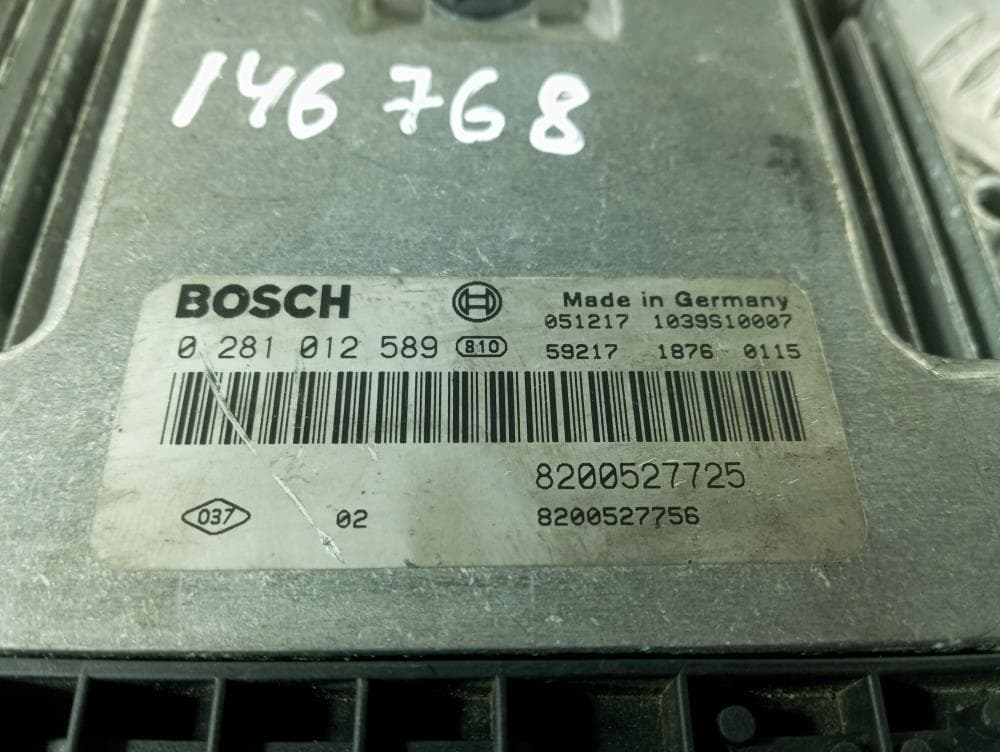 146 768
BOSCH Made in Germany
051217 1039S10007
0 281 012 589 810 59217 1876 0115
8200527725
037 02 8200527756